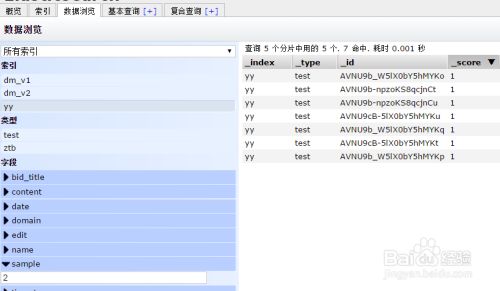 概览 索引 数据浏览 基本查询 [+] 复合查询 [+]
数据浏览
所有索引
索引
dm_v1
dm_v2
yy
类型
test
ztb
字段
bid_title
content
date
domain
edit
name
sample
2
查询 5 个分片中用的 5 个. 7 命中. 耗时 0.001 秒
_index _type _id _score
yy test AVNU9b_W5lX0bY5hMYKo 1
yy test AVNU9b-npzoKS8qcjnCt 1
yy test AVNU9b-npzoKS8qcjnCu 1
yy test AVNU9cB-5lX0bY5hMYKu 1
yy test AVNU9b_W5lX0bY5hMYKq 1
yy test AVNU9cB-5lX0bY5hMYKt 1
yy test AVNU9b_W5lX0bY5hMYKp 1
Baidu 经验
jingyan.baidu.com